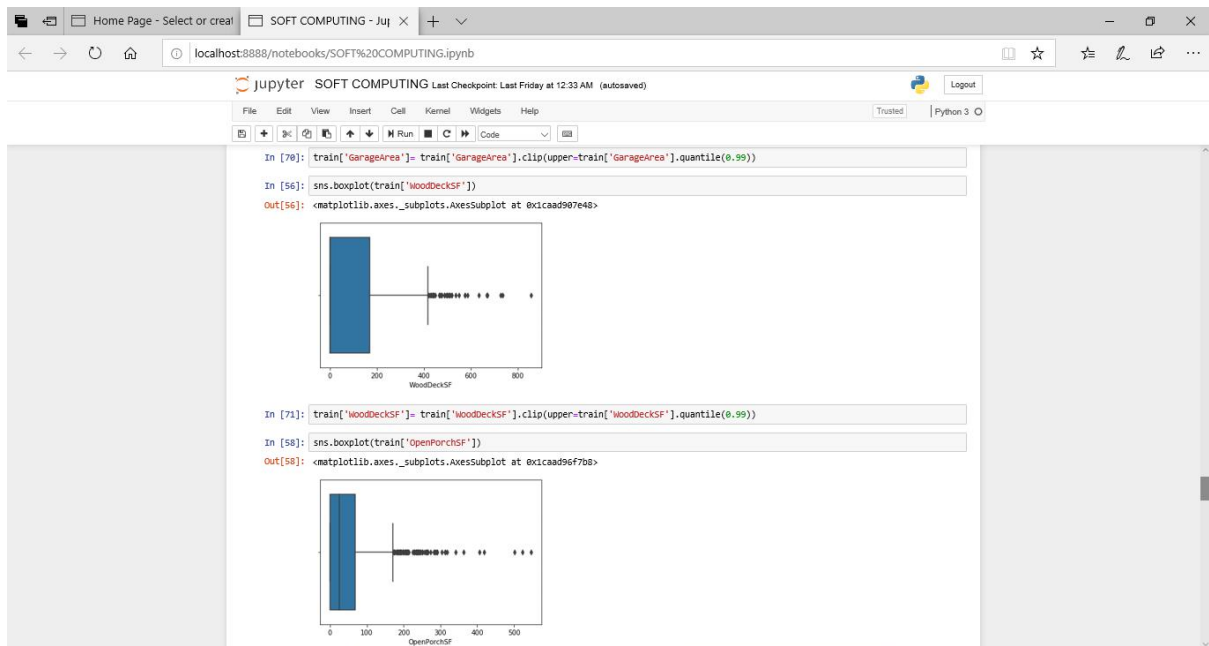 Home Page - Select or creat
SOFT COMPUTING - Jup
localhost:8888/notebooks/SOFT%20COMPUTING.ipynb
jupyter SOFT COMPUTING Last Checkpoint: Last Friday at 12:33 AM (autosaved)
Logout
File Edit View Insert Cell Kernel Widgets Help
Trusted
Python 3
Run
Code
In [70]: train['GarageArea']= train['GarageArea'].clip(upper=train['GarageArea'].quantile(0.99))
In [56]: sns.boxplot(train['WoodDeckSF'])
Out[56]: <matplotlib.axes._subplots.AxesSubplot at 0x1caad907e48>
0 200 400 600 800
WoodDeckSF
In [71]: train['WoodDeckSF']= train['WoodDeckSF'].clip(upper=train['WoodDeckSF'].quantile(0.99))
In [58]: sns.boxplot(train['OpenPorchSF'])
Out[58]: <matplotlib.axes._subplots.AxesSubplot at 0x1caad96f7b8>
0 100 200 300 400 500
OpenPorchSF